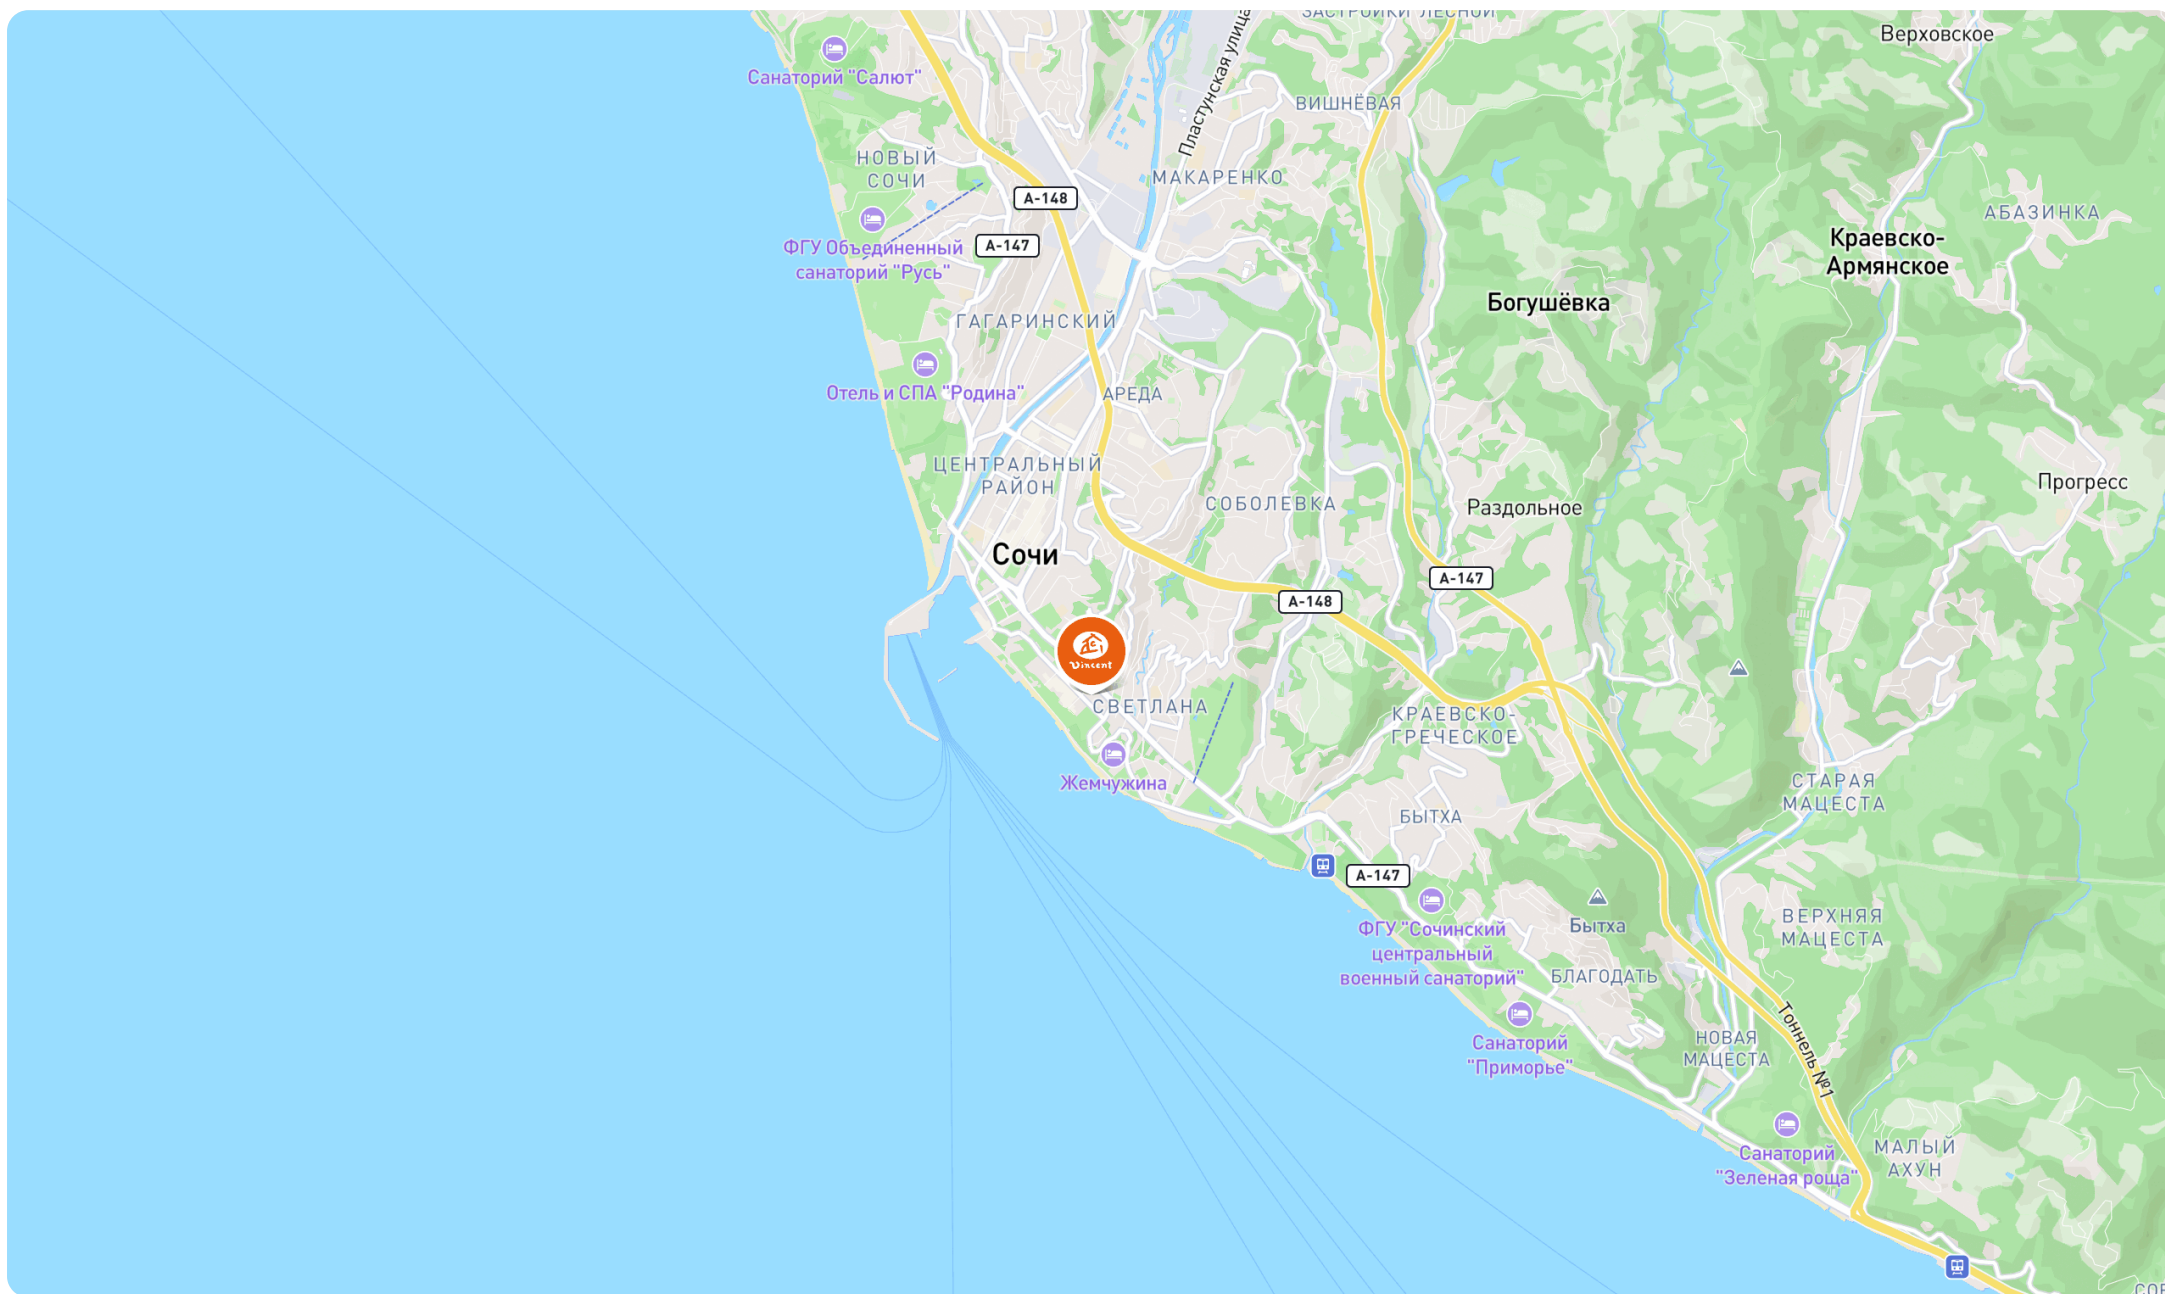 ЗАСТРОЙКИ ЛЕСНОЙ
Верховское
Санаторий "Салют"
Пластунская улица
ВИШНЁВАЯ
НОВЫЙ
СОЧИ
МАКАРЕНКО
А-148
АБАЗИНКА
А-147
ФГУ Объединенный
санаторий "Русь"
Краевско-
Армянское
Богушёвка
ГАГАРИНСКИЙ
Отель и СПА "Родина"
АРЕДА
ЦЕНТРАЛЬНЫЙ
РАЙОН
Прогресс
СОБОЛЕВКА
Раздольное
Сочи
А-147
А-148
Vincent
СВЕТЛАНА
КРАЕВСКО-
ГРЕЧЕСКОЕ
Жемчужина
СТАРАЯ
МАЦЕСТА
БЫТХА
А-147
ФГУ "Сочинский
центральный
военный санаторий"
Бытха
ВЕРХНЯЯ
МАЦЕСТА
БЛАГОДАТЬ
Санаторий
"Приморье"
НОВАЯ
МАЦЕСТА
Тоннель №1
Санаторий
"Зеленая роща"
МАЛЫЙ
АХУН